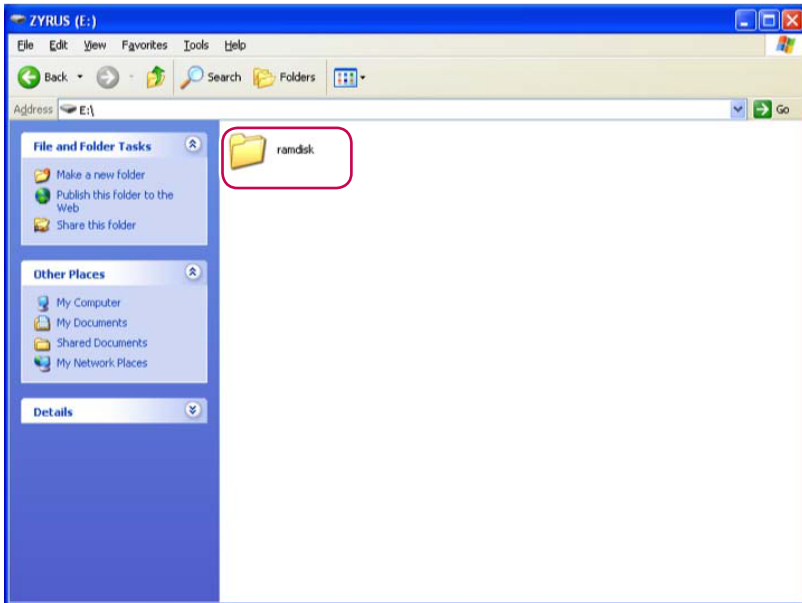 ZYRUS (E:)
File Edit View Favorites Tools Help
Back Search Folders
Address E:\ Go
File and Folder Tasks
Make a new folder
Publish this folder to the
Web
Share this folder
Other Places
My Computer
My Documents
Shared Documents
My Network Places
Details
ramdisk